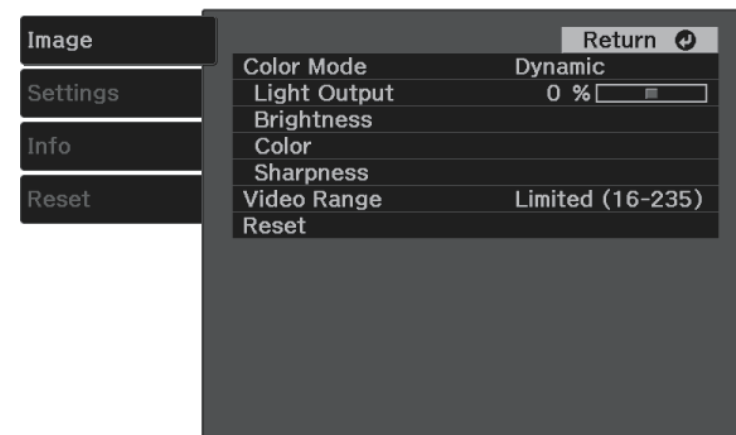 Image
Settings
Info
Reset
Return
Color Mode Dynamic
Light Output 0 %
Brightness
Color
Sharpness
Video Range Limited (16-235)
Reset